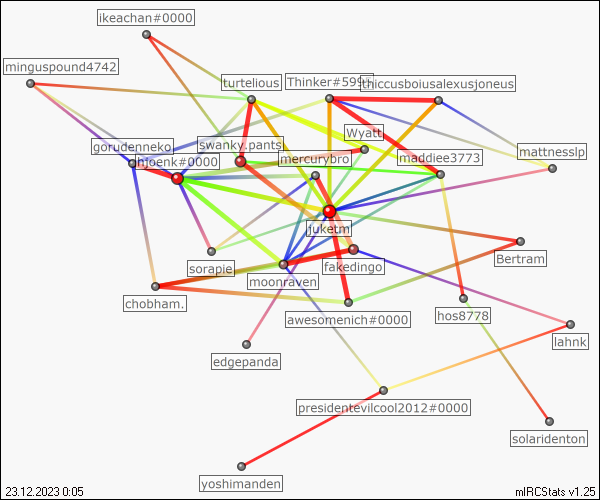 ikeachan#0000
minguspound4742
turtelious
Thinker#599
thiccusboiusalexusjoneus
Wyatt
gorudenneko
swanky.pants
hjoenk#0000
mercurybro
maddiee3773
mattnesslp
juketm
sorapie
moonraven
fakedingo
Bertram
chobham.
awesomenich#0000
hos8778
lahnk
edgepanda
presidentevilcool2012#0000
solaridenton
yoshimanden
23.12.2023 0:05
mIRCStats v1.25